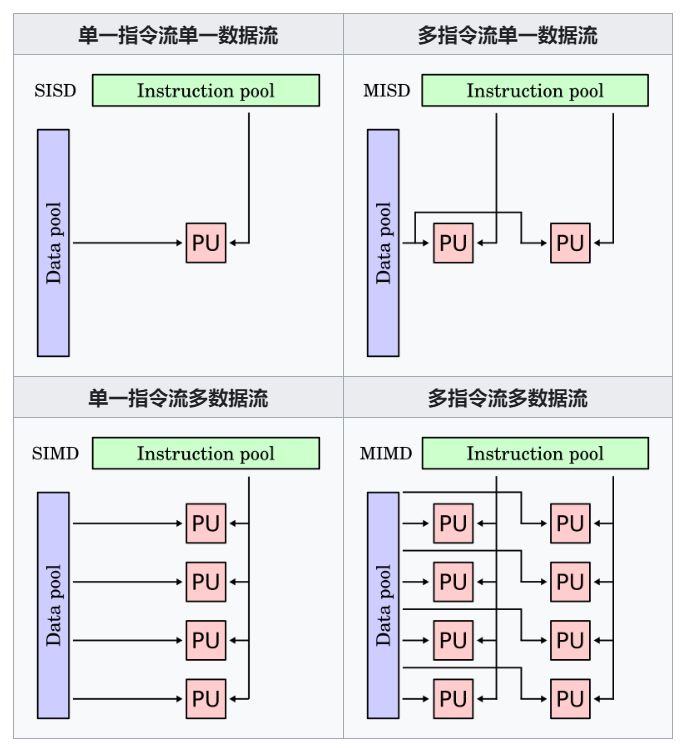 单一指令流单一数据流
SISD
Instruction pool
Data pool
PU
多指令流单一数据流
MISD
Instruction pool
Data pool
PU PU
单一指令流多数据流
SIMD
Instruction pool
Data pool
PU
PU
PU
PU
多指令流多数据流
MIMD
Instruction pool
Data pool
PU PU
PU PU
PU PU
PU PU